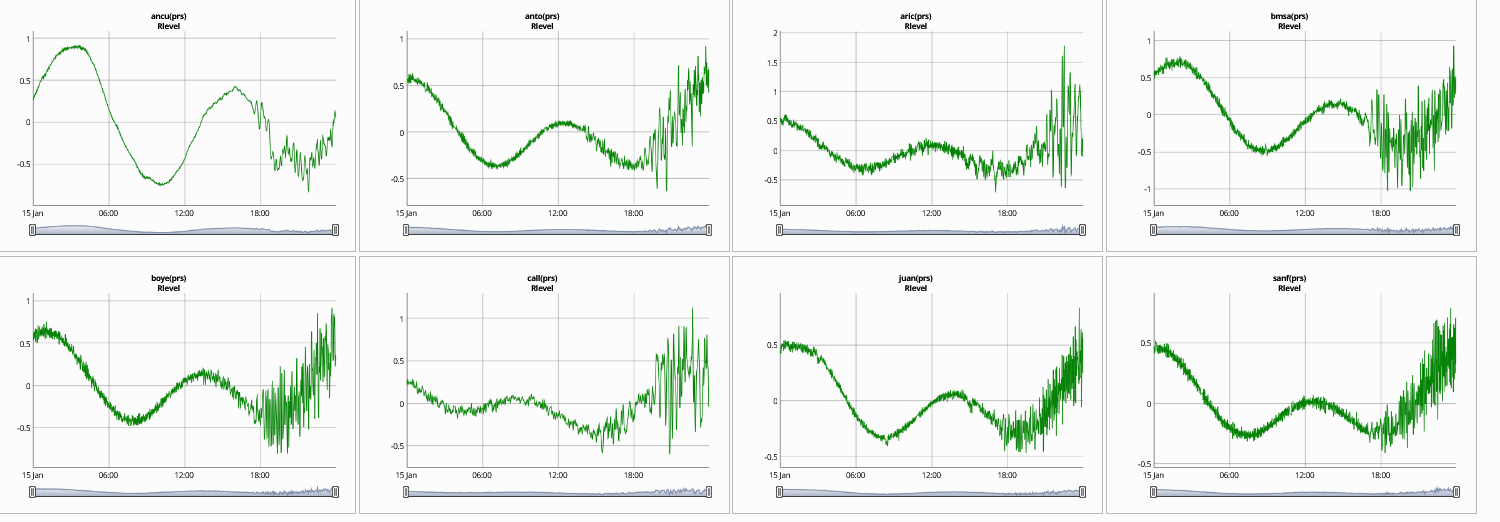 ancu(prs)
Rlevel
1
0.5
0
-0.5
15 Jan
06:00
12:00
18:00
anto(prs)
Rlevel
1
0.5
0
-0.5
15 Jan
06:00
12:00
18:00
aric(prs)
Rlevel
2
1.5
1
0.5
0
-0.5
15 Jan
06:00
12:00
18:00
bmsa(prs)
Rlevel
1
0.5
0
-0.5
-1
15 Jan
06:00
12:00
18:00
boye(prs)
Rlevel
1
0.5
0
-0.5
15 Jan
06:00
12:00
18:00
call(prs)
Rlevel
1
0.5
0
-0.5
15 Jan
06:00
12:00
18:00
juan(prs)
Rlevel
0.5
0
-0.5
15 Jan
06:00
12:00
18:00
sanf(prs)
Rlevel
0.5
0
-0.5
15 Jan
06:00
12:00
18:00